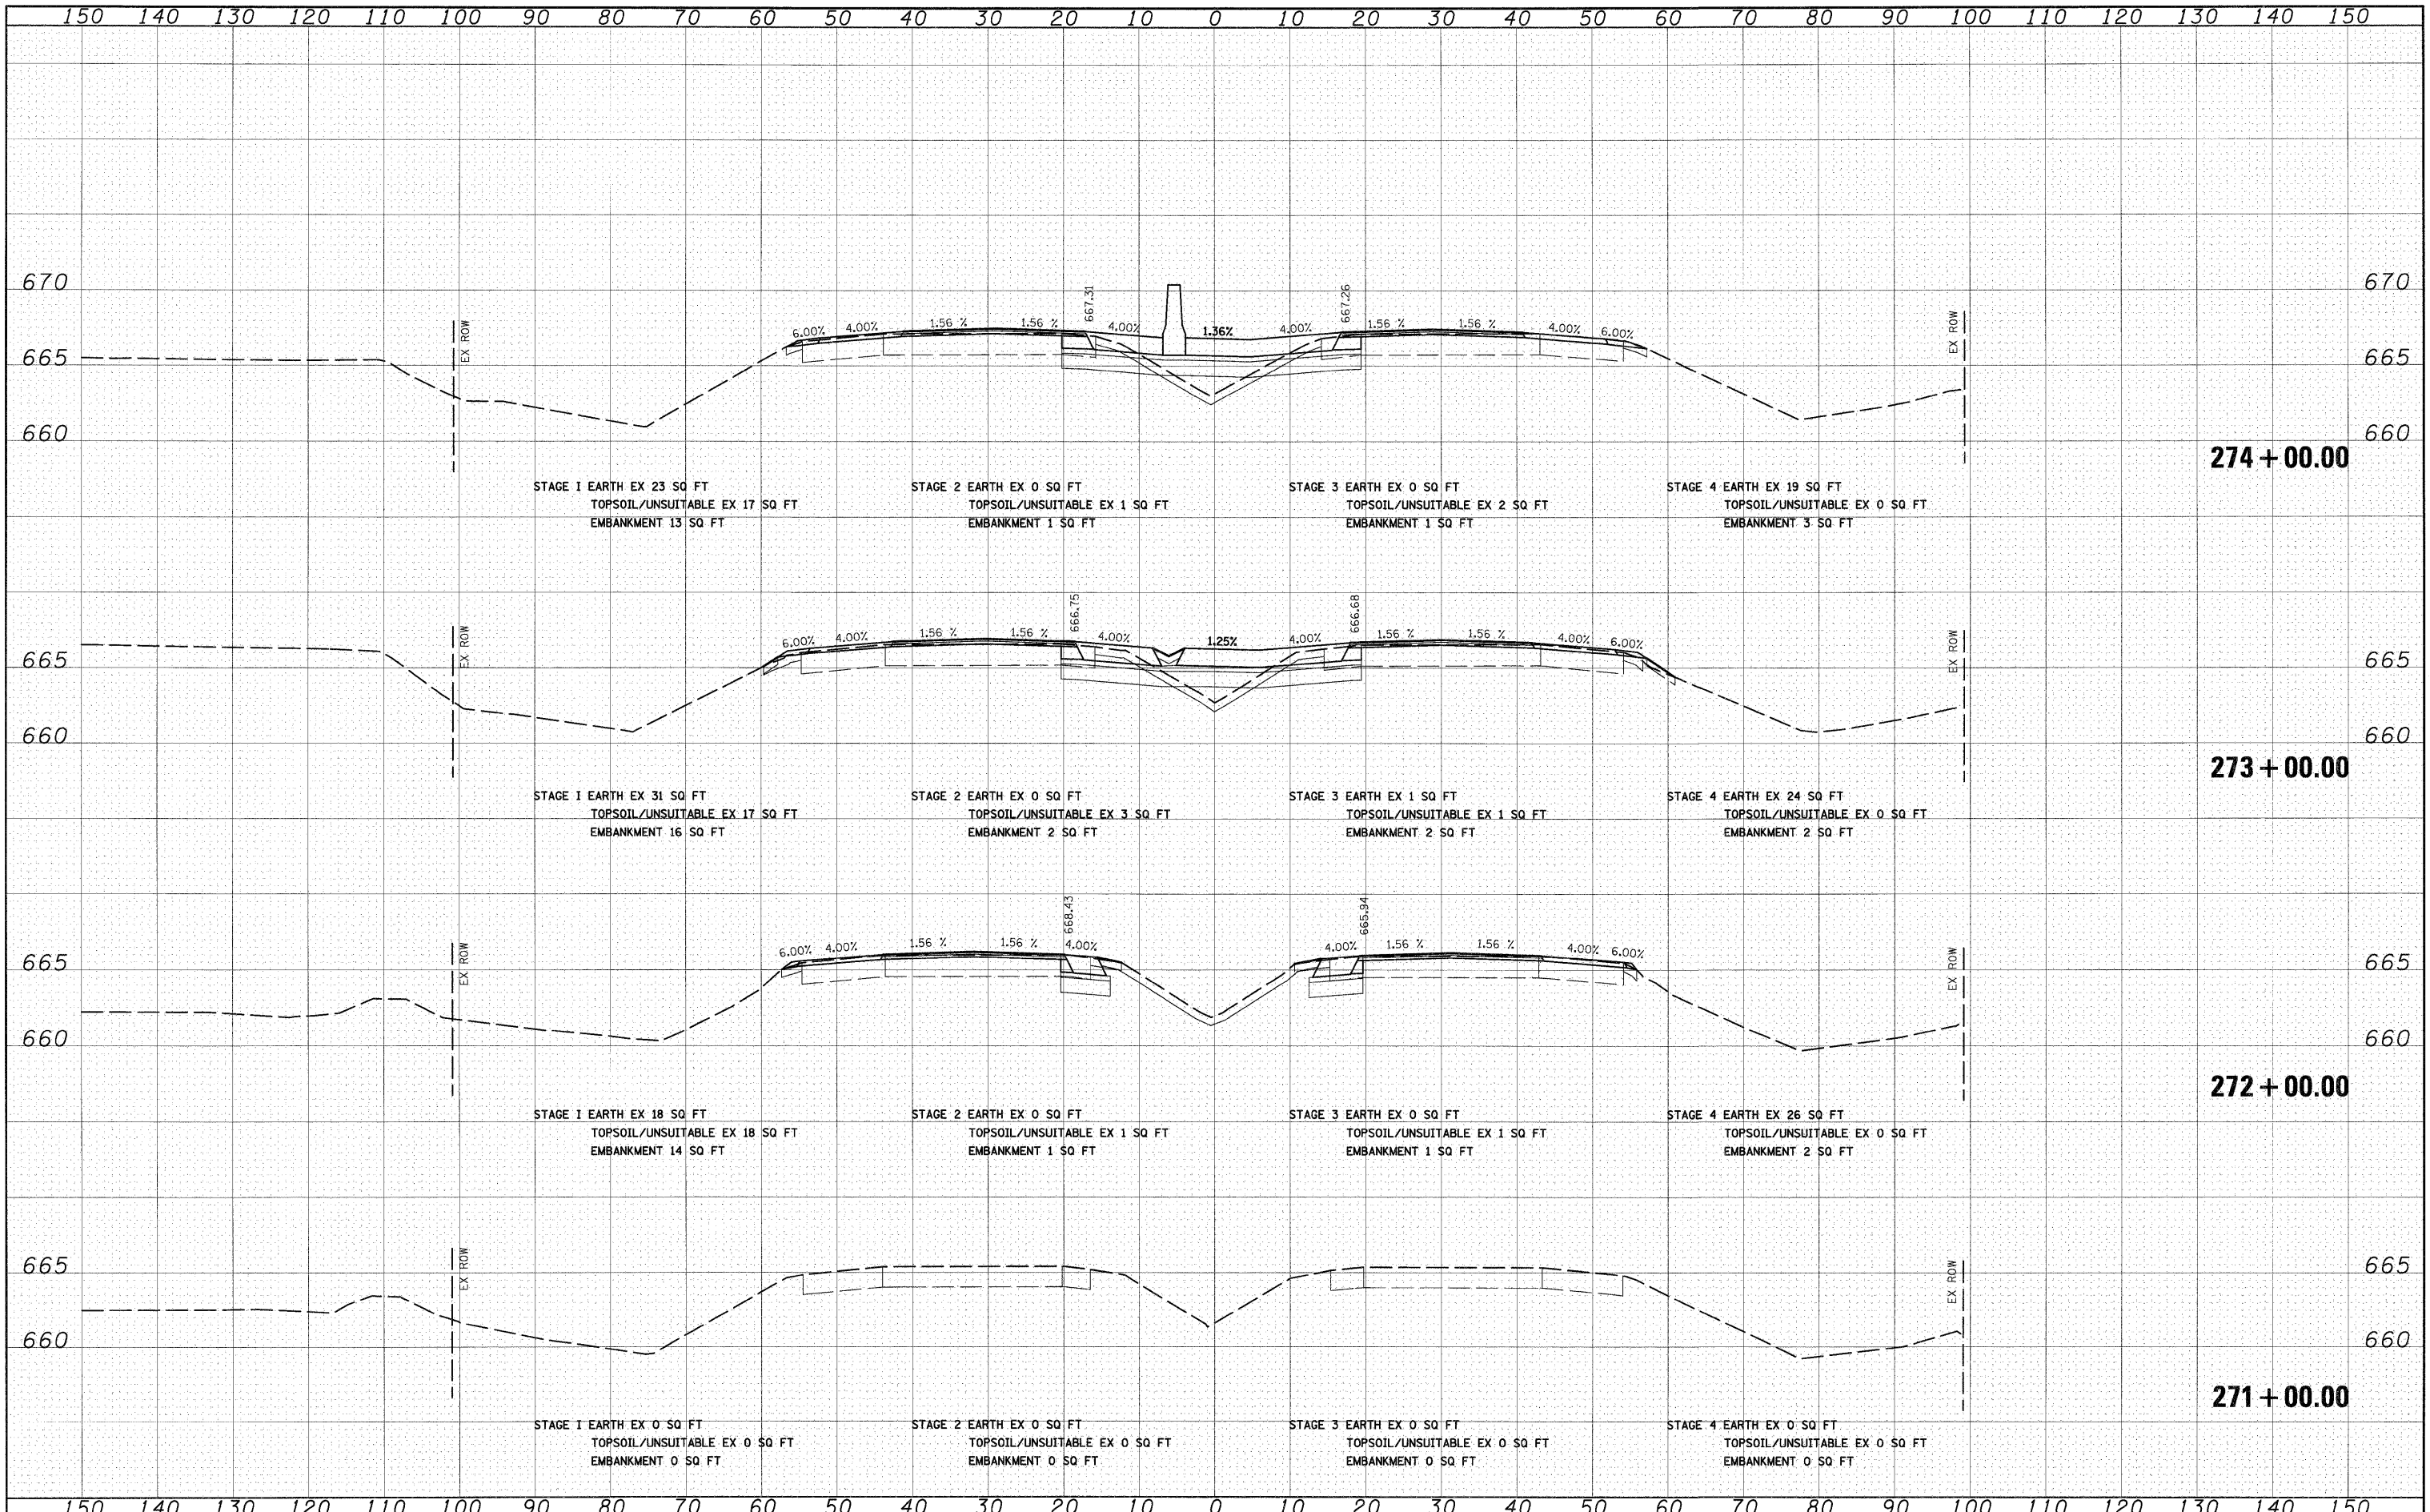 150 140 130 120 110 100 90 80 70 60 50 40 30 20 10 0 10 20 30 40 50 60 70 80 90 100 110 120 130 140 150
670 670
EX ROW 667.31 667.26 EX ROW
6.00% 4.00% 1.56 % 1.56 % 4.00% 1.36% 4.00% 1.56 % 1.56 % 4.00% 6.00%
665 665
660 660
274+00.00
STAGE 1 EARTH EX 23 SQ FT STAGE 2 EARTH EX 0 SQ FT STAGE 3 EARTH EX 0 SQ FT STAGE 4 EARTH EX 19 SQ FT
TOPSOIL/UNSUITABLE EX 17 SQ FT TOPSOIL/UNSUITABLE EX 1 SQ FT TOPSOIL/UNSUITABLE EX 2 SQ FT TOPSOIL/UNSUITABLE EX 0 SQ FT
EMBANKMENT 13 SQ FT EMBANKMENT 1 SQ FT EMBANKMENT 1 SQ FT EMBANKMENT 3 SQ FT
EX ROW 666.75 666.68 EX ROW
6.00% 4.00% 1.56 % 1.56 % 4.00% 1.25% 4.00% 1.56 % 1.56 % 4.00% 6.00%
665 665
660 660
273+00.00
STAGE 1 EARTH EX 31 SQ FT STAGE 2 EARTH EX 0 SQ FT STAGE 3 EARTH EX 1 SQ FT STAGE 4 EARTH EX 24 SQ FT
TOPSOIL/UNSUITABLE EX 17 SQ FT TOPSOIL/UNSUITABLE EX 3 SQ FT TOPSOIL/UNSUITABLE EX 1 SQ FT TOPSOIL/UNSUITABLE EX 0 SQ FT
EMBANKMENT 16 SQ FT EMBANKMENT 2 SQ FT EMBANKMENT 2 SQ FT EMBANKMENT 2 SQ FT
EX ROW 668.43 665.94 EX ROW
6.00% 4.00% 1.56 % 1.56 % 4.00% 4.00% 1.56 % 1.56 % 4.00% 6.00%
665 665
660 660
272+00.00
STAGE 1 EARTH EX 18 SQ FT STAGE 2 EARTH EX 0 SQ FT STAGE 3 EARTH EX 0 SQ FT STAGE 4 EARTH EX 26 SQ FT
TOPSOIL/UNSUITABLE EX 18 SQ FT TOPSOIL/UNSUITABLE EX 1 SQ FT TOPSOIL/UNSUITABLE EX 1 SQ FT TOPSOIL/UNSUITABLE EX 0 SQ FT
EMBANKMENT 14 SQ FT EMBANKMENT 1 SQ FT EMBANKMENT 1 SQ FT EMBANKMENT 2 SQ FT
EX ROW EX ROW
665 665
660 660
271+00.00
STAGE 1 EARTH EX 0 SQ FT STAGE 2 EARTH EX 0 SQ FT STAGE 3 EARTH EX 0 SQ FT STAGE 4 EARTH EX 0 SQ FT
TOPSOIL/UNSUITABLE EX 0 SQ FT TOPSOIL/UNSUITABLE EX 0 SQ FT TOPSOIL/UNSUITABLE EX 0 SQ FT TOPSOIL/UNSUITABLE EX 0 SQ FT
EMBANKMENT 0 SQ FT EMBANKMENT 0 SQ FT EMBANKMENT 0 SQ FT EMBANKMENT 0 SQ FT
150 140 130 120 110 100 90 80 70 60 50 40 30 20 10 0 10 20 30 40 50 60 70 80 90 100 110 120 130 140 150